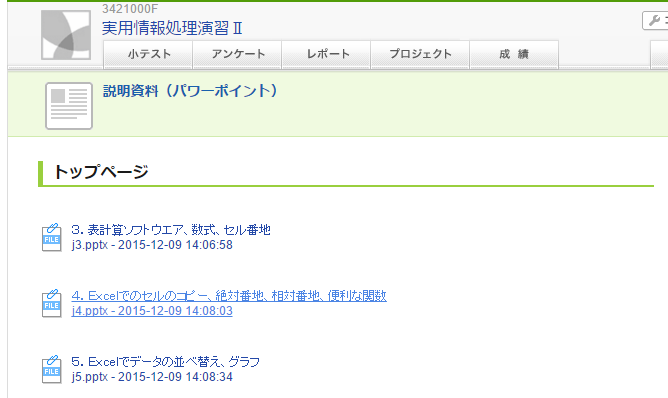 3421000F
実用情報処理演習Ⅱ
小テスト アンケート レポート プロジェクト 成績
説明資料（パワーポイント）
トップページ
3. 表計算ソフトウエア、数式、セル番地
FILE
j3.pptx - 2015-12-09 14:06:58
4. Excelでのセルのコピー、絶対番地、相対番地、便利な関数
FILE
j4.pptx - 2015-12-09 14:08:03
5. Excelでデータの並べ替え、グラフ
FILE
j5.pptx - 2015-12-09 14:08:34